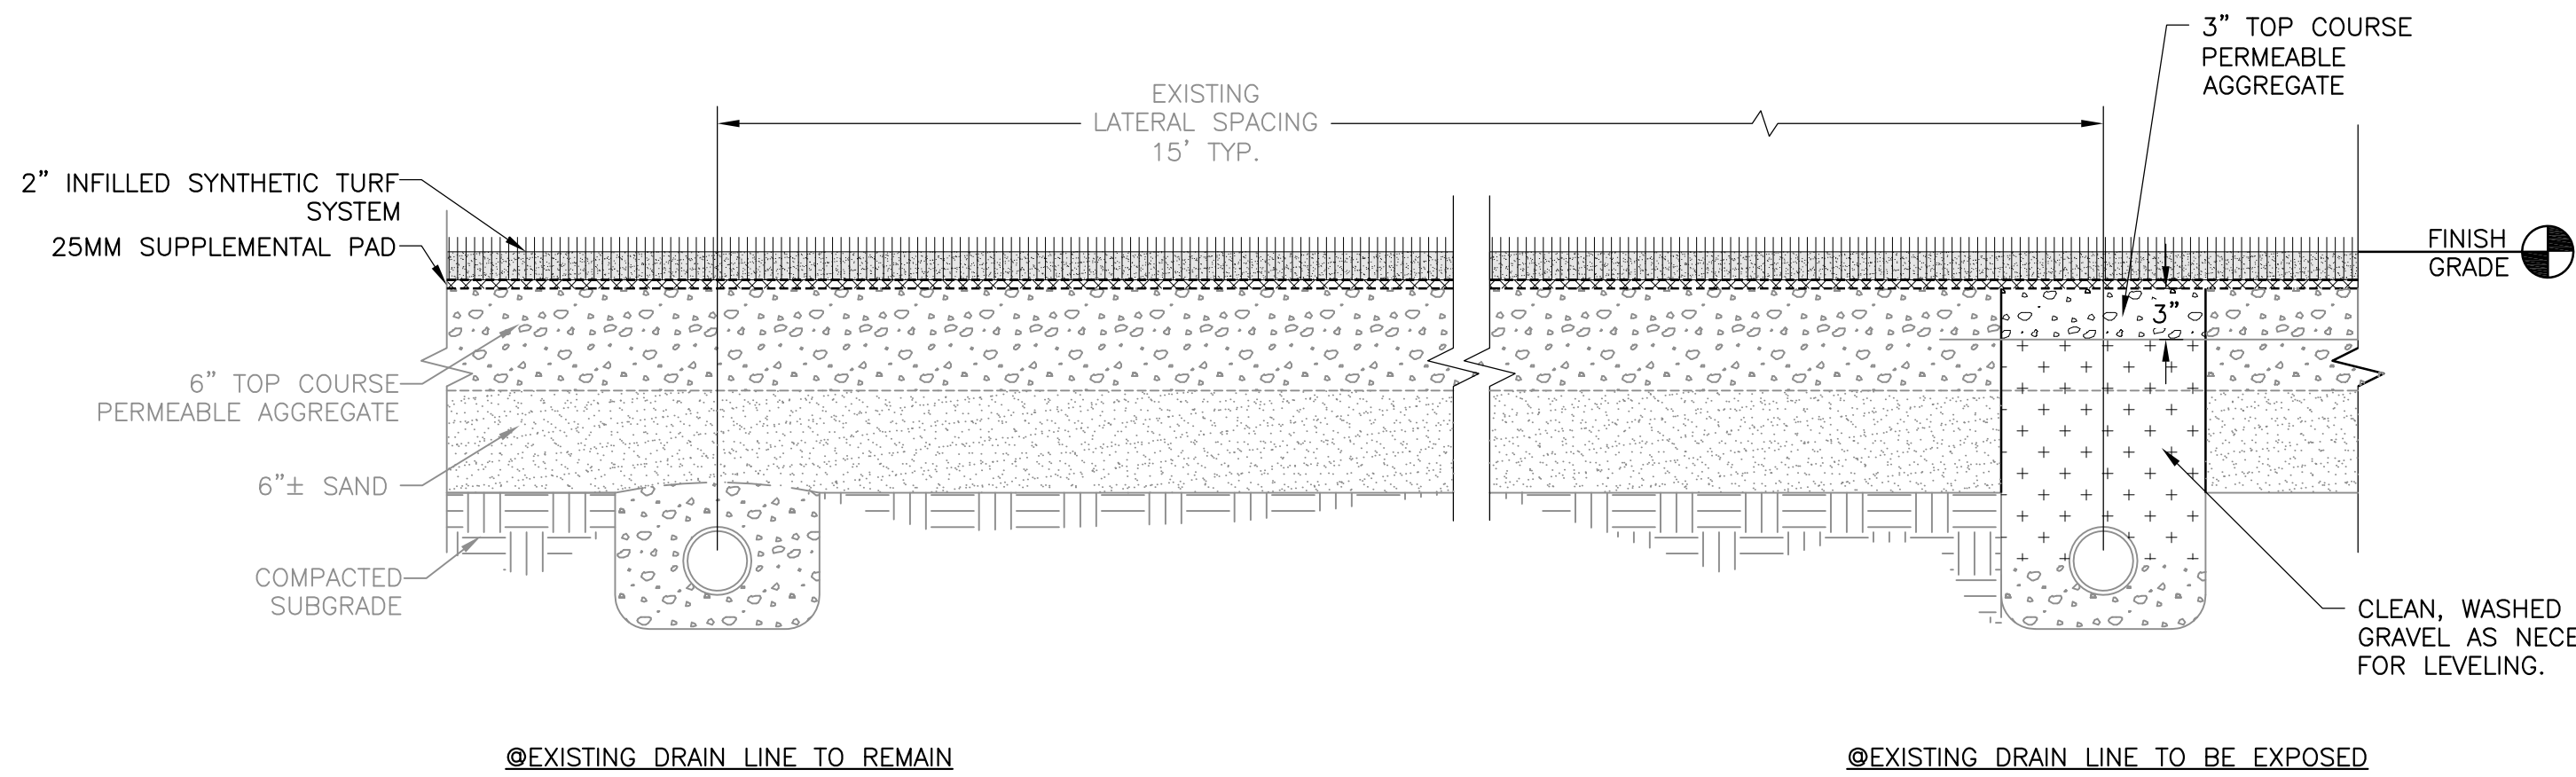 3" TOP COURSE
PERMEABLE
AGGREGATE
EXISTING
LATERAL SPACING
15' TYP.
2" INFILLED SYNTHETIC TURF
SYSTEM
25MM SUPPLEMENTAL PAD
FINISH
GRADE
3"
6" TOP COURSE
PERMEABLE AGGREGATE
6"± SAND
COMPACTED
SUBGRADE
CLEAN, WASHED
GRAVEL AS NECE
FOR LEVELING.
@EXISTING DRAIN LINE TO REMAIN
@EXISTING DRAIN LINE TO BE EXPOSED